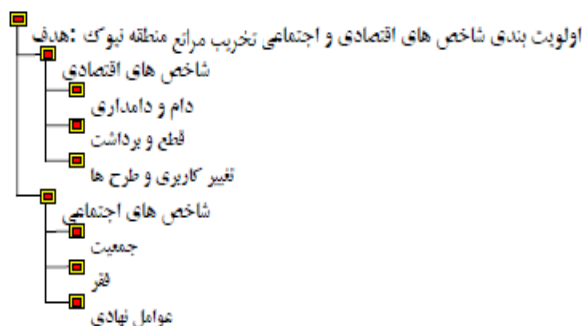 اولویت بندی شاخص های اقتصادی و اجتماعی تخریب مراتع منطقه نیوک :هدف
شاخص های اقتصادی
دام و دامداری
قطع و برداشت
تغییر کاربری و طرح ها
شاخص های اجتماعی
جمعیت
فقر
عوامل نهادی